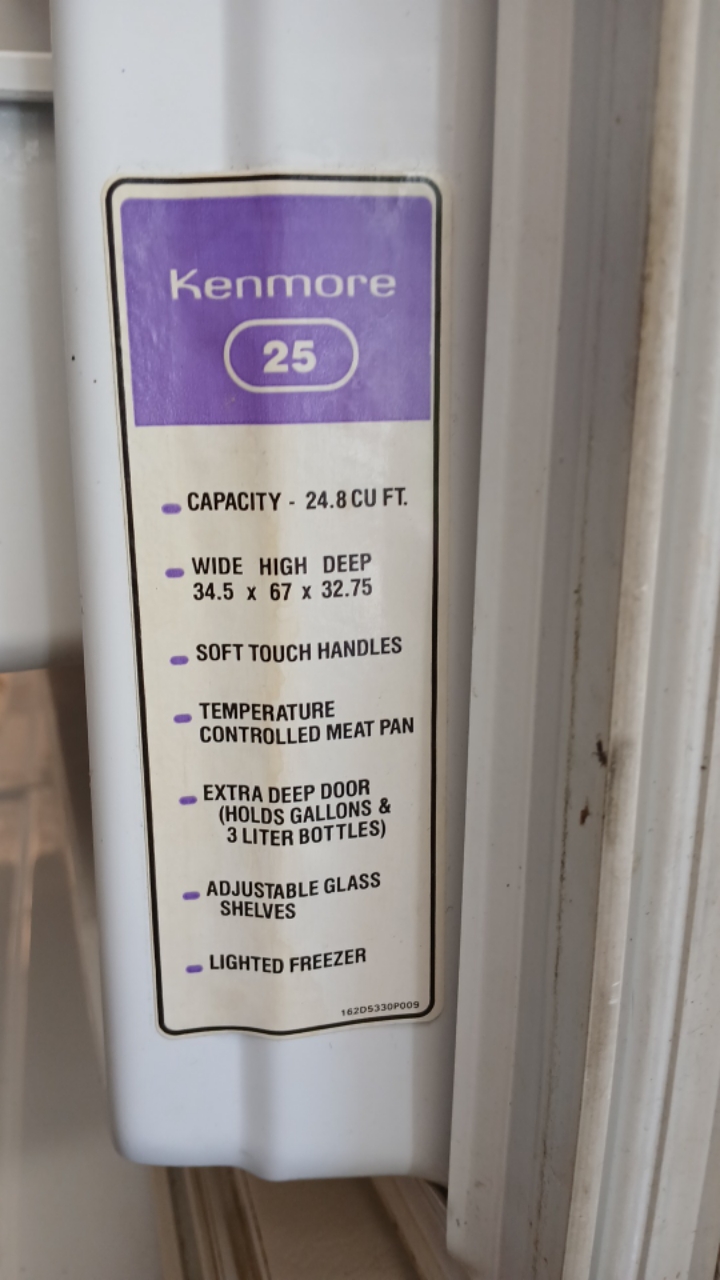 Kenmore
25
CAPACITY - 24.8 CU FT.
WIDE HIGH DEEP
34.5 x 67 x 32.75
SOFT TOUCH HANDLES
TEMPERATURE
CONTROLLED MEAT PAN
EXTRA DEEP DOOR
(HOLDS GALLONS &
3 LITER BOTTLES)
ADJUSTABLE GLASS
SHELVES
LIGHTED FREEZER
162D5330P009